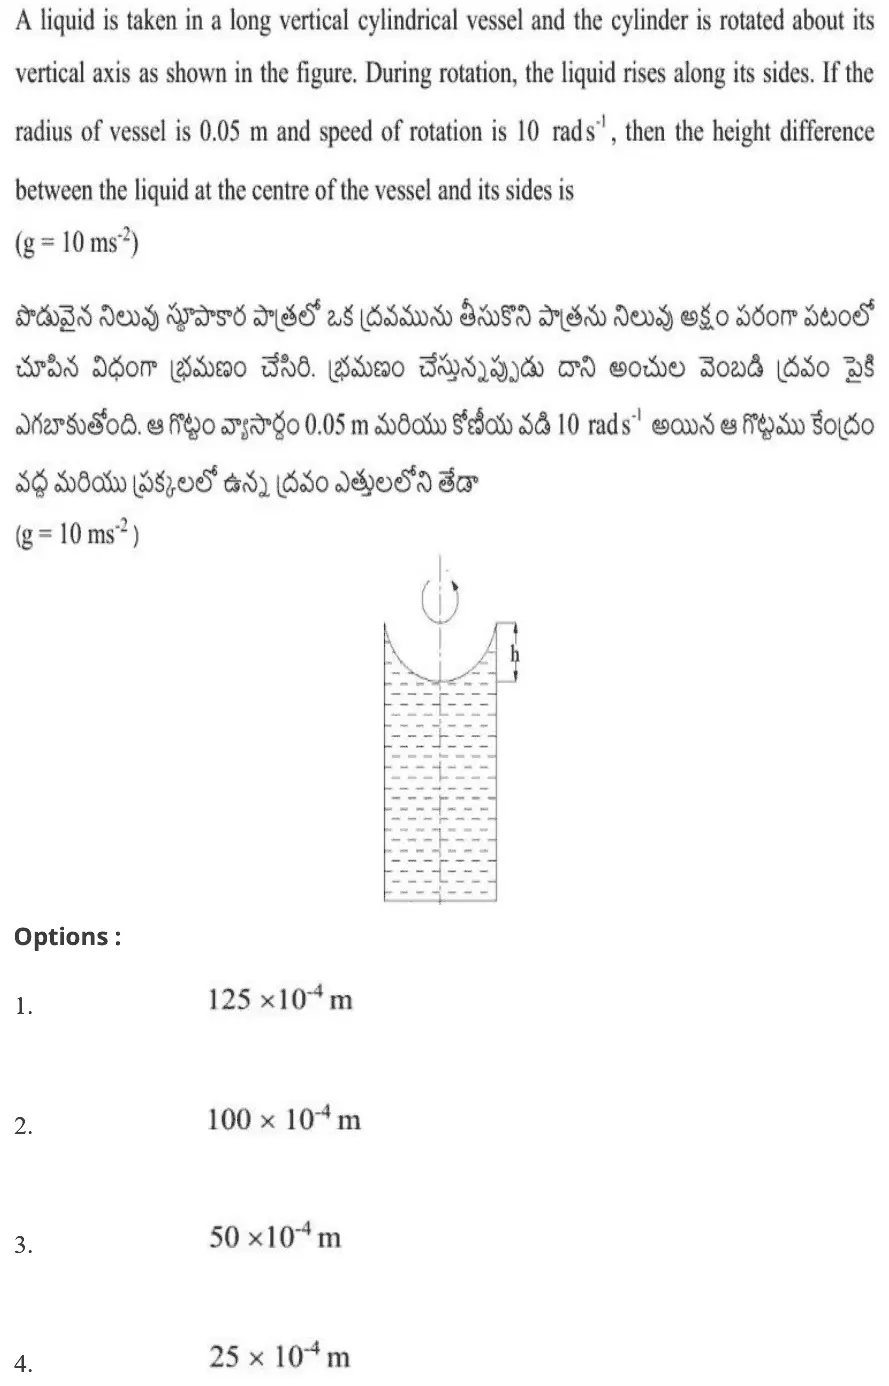 A liquid is taken in a long vertical cylindrical vessel and the cylinder is rotated about its
vertical axis as shown in the figure. During rotation, the liquid rises along its sides. If the
radius of vessel is 0.05 m and speed of rotation is 10 rad s⁻¹, then the height difference
between the liquid at the centre of the vessel and its sides is
(g = 10 ms⁻²)
పొడువైన నిలువు స్థూపాకార పాత్రలో ఒక ద్రవమును తీసుకొని పాత్రను నిలువు అక్షం పరంగా పటంలో
చూపిన విధంగా భ్రమణం చేసిరి. భ్రమణం చేస్తున్నప్పుడు దాని అంచుల వెంబడి ద్రవం పైకి
ఎగబాకుతోంది. ఆ గొట్టం వ్యాసార్ధం 0.05 m మరియు కోణీయ వడి 10 rad s⁻¹ అయిన ఆ గొట్టము కేంద్రం
వద్ద మరియు ప్రక్కలలో ఉన్న ద్రవం ఎత్తులలోని తేడా
(g = 10 ms⁻² )
h
Options :
1. 125 ×10⁻⁴ m
2. 100 × 10⁻⁴ m
3. 50 ×10⁻⁴ m
4. 25 × 10⁻⁴ m